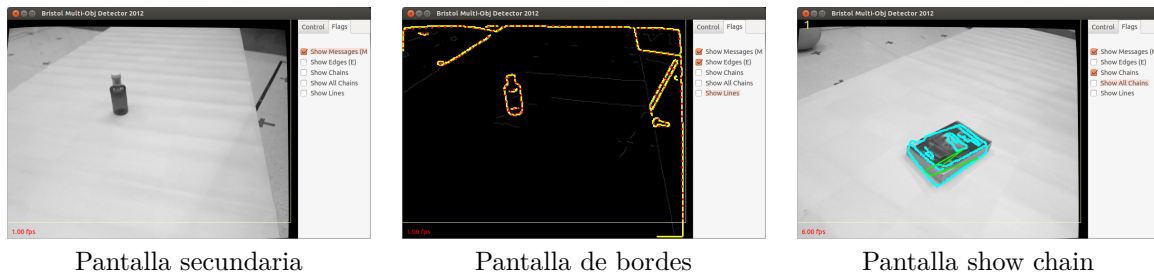 Bristol Multi-Obj Detector 2012
Control Flags
Show Messages (M
Show Edges (E)
Show Chains
Show All Chains
Show Lines
1.00 fps
Pantalla secundaria
Bristol Multi-Obj Detector 2012
Control Flags
Show Messages (M
Show Edges (E)
Show Chains
Show All Chains
Show Lines
1.00 fps
Pantalla de bordes
Bristol Multi-Obj Detector 2012
1
Control Flags
Show Messages (M
Show Edges (E)
Show Chains
Show All Chains
Show Lines
6.00 fps
Pantalla show chain